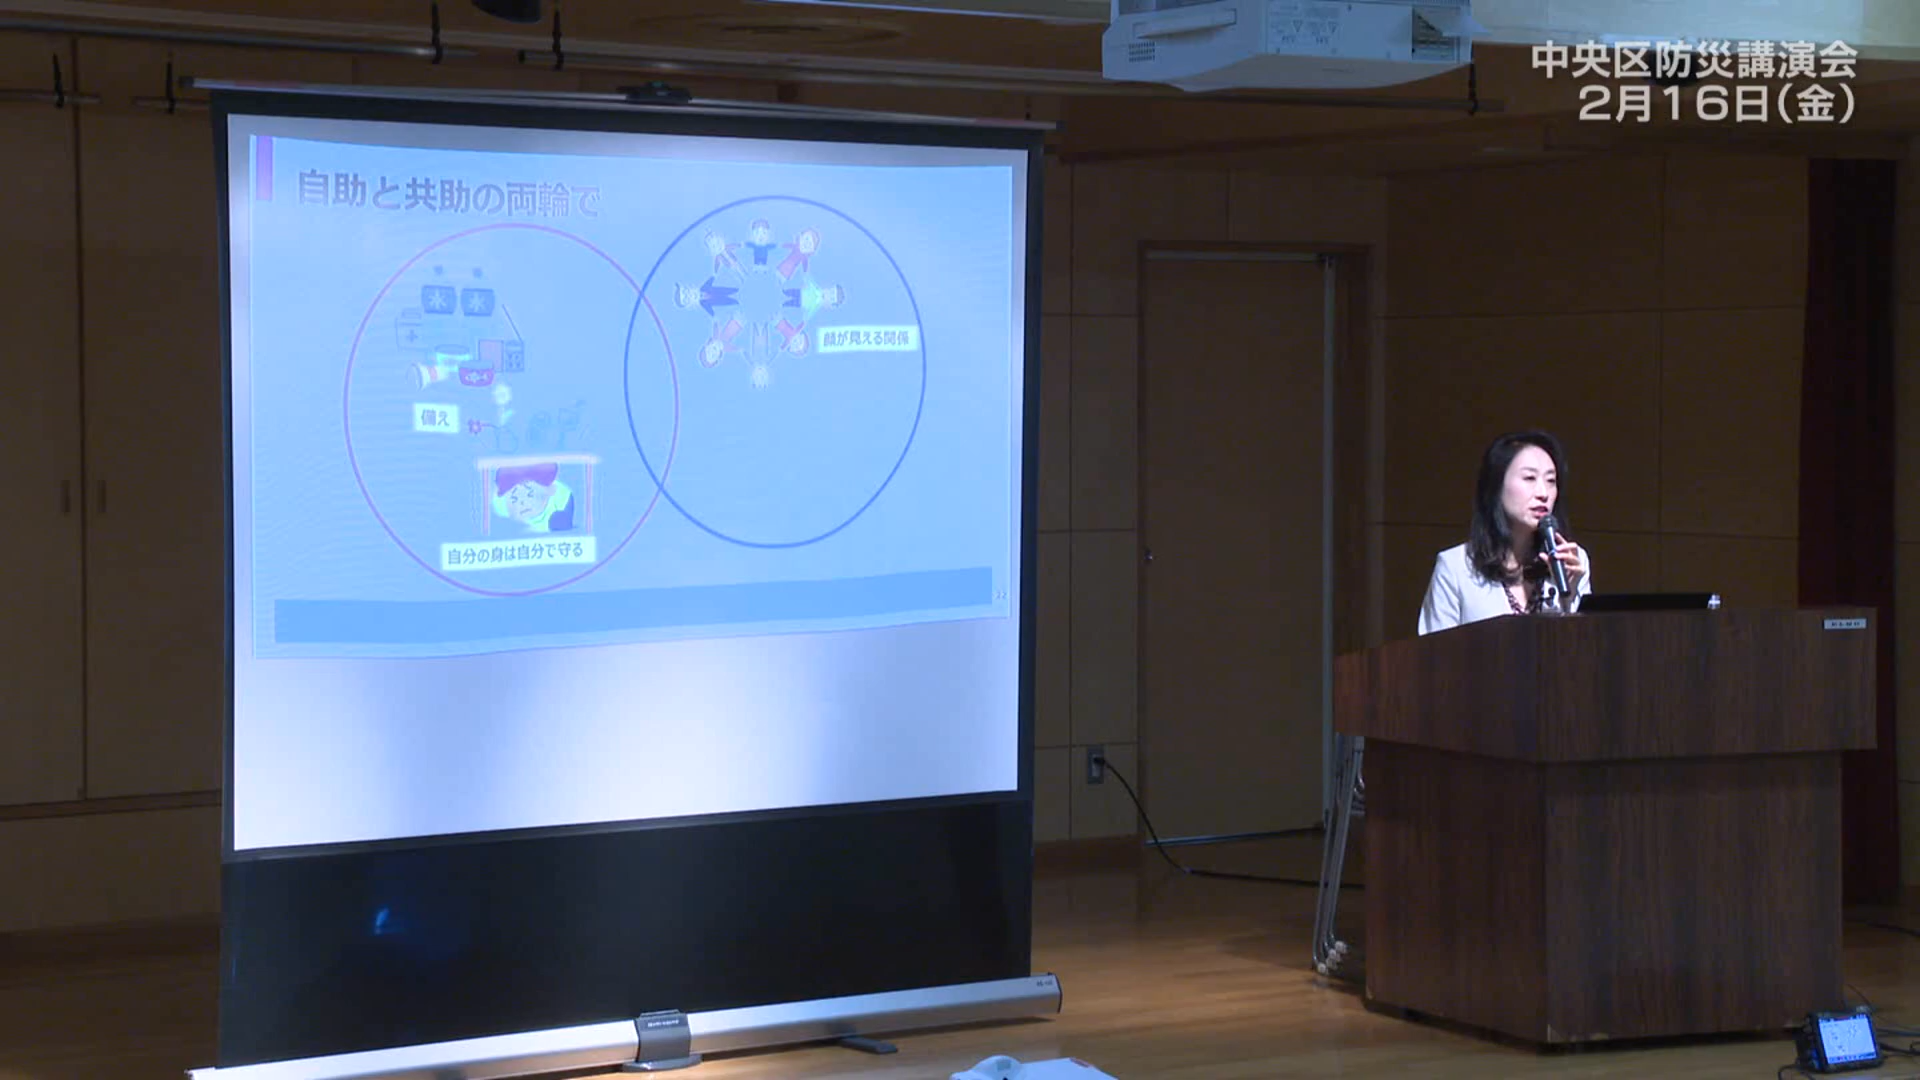 中央区防災講演会
2月16日(金)
自助と共助の両輪で
水 水
顔が見える関係
備え
自分の身は自分で守る
22